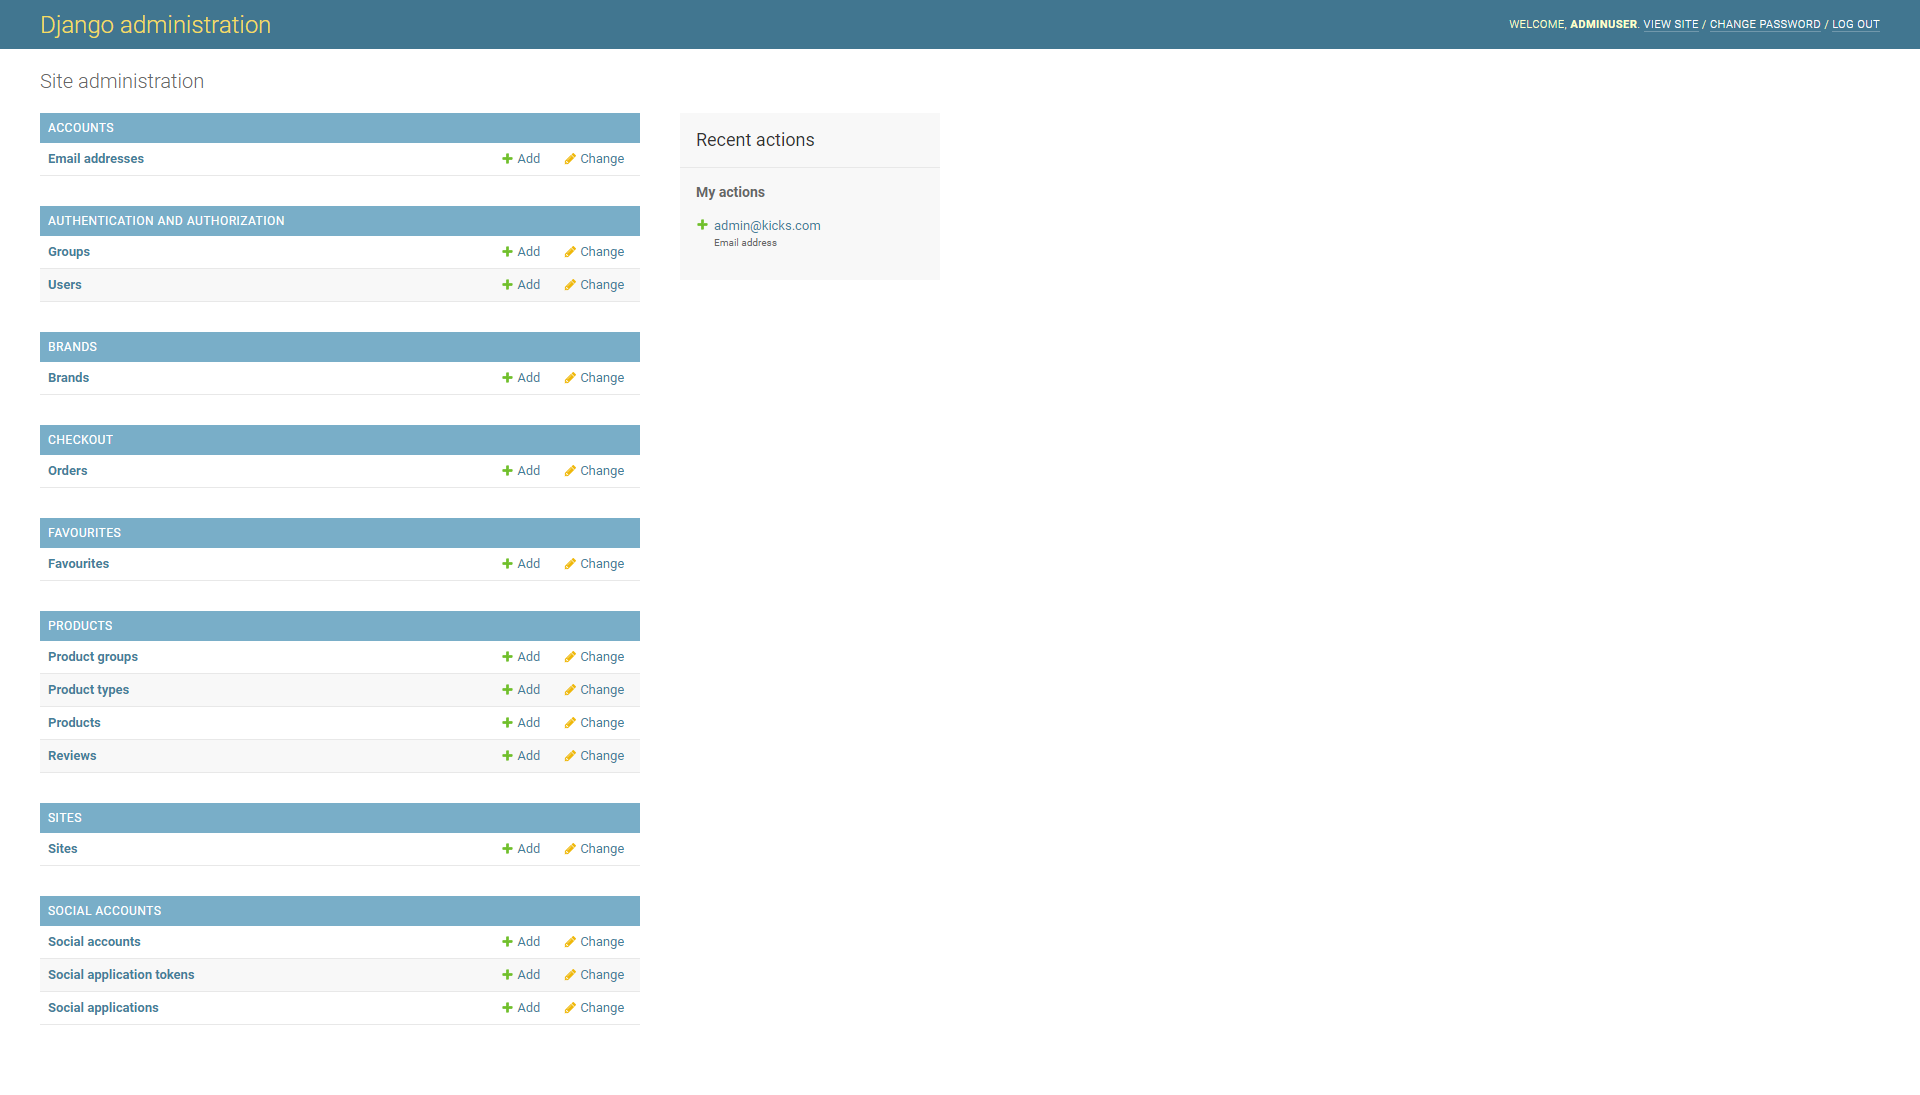 Django administration
WELCOME, ADMINUSER. VIEW SITE / CHANGE PASSWORD / LOG OUT
Site administration
ACCOUNTS
Email addresses Add Change
AUTHENTICATION AND AUTHORIZATION
Groups Add Change
Users Add Change
BRANDS
Brands Add Change
CHECKOUT
Orders Add Change
FAVOURITES
Favourites Add Change
PRODUCTS
Product groups Add Change
Product types Add Change
Products Add Change
Reviews Add Change
SITES
Sites Add Change
SOCIAL ACCOUNTS
Social accounts Add Change
Social application tokens Add Change
Social applications Add Change
Recent actions
My actions
admin@kicks.com
Email address